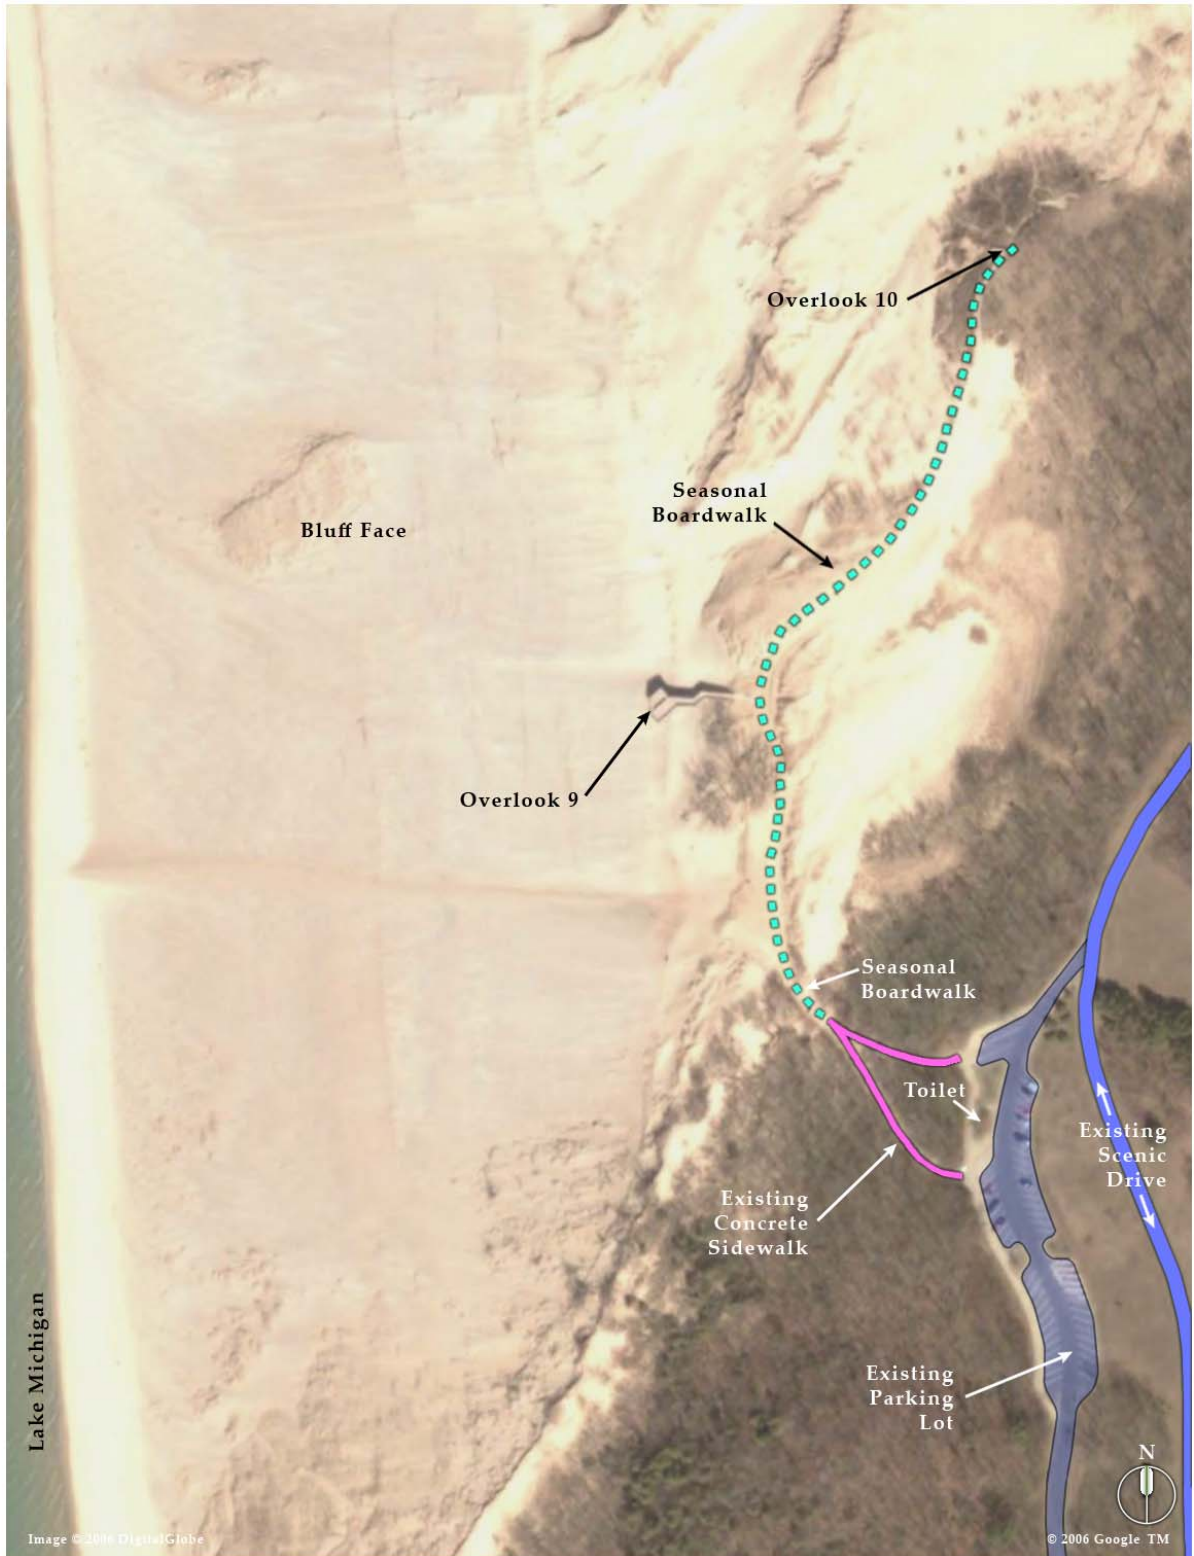 Overlook 10
Seasonal
Boardwalk
Bluff Face
Overlook 9
Seasonal
Boardwalk
Toilet
Existing
Scenic
Drive
Existing
Concrete
Sidewalk
Lake Michigan
Existing
Parking
Lot
N
Image © 2006 DigitalGlobe
© 2006 Google TM